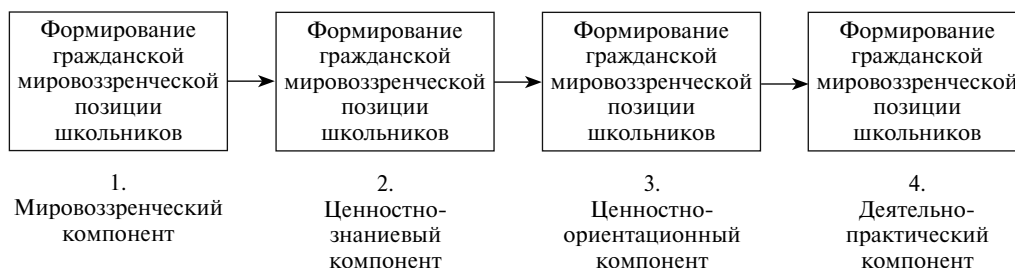 Формирование
гражданской
мировоззренческой
позиции
школьников
Формирование
гражданской
мировоззренческой
позиции
школьников
Формирование
гражданской
мировоззренческой
позиции
школьников
Формирование
гражданской
мировоззренческой
позиции
школьников
1.
Мировоззренческий
компонент
2.
Ценностно-
знаниевый
компонент
3.
Ценностно-
ориентационный
компонент
4.
Деятельно-
практический
компонент